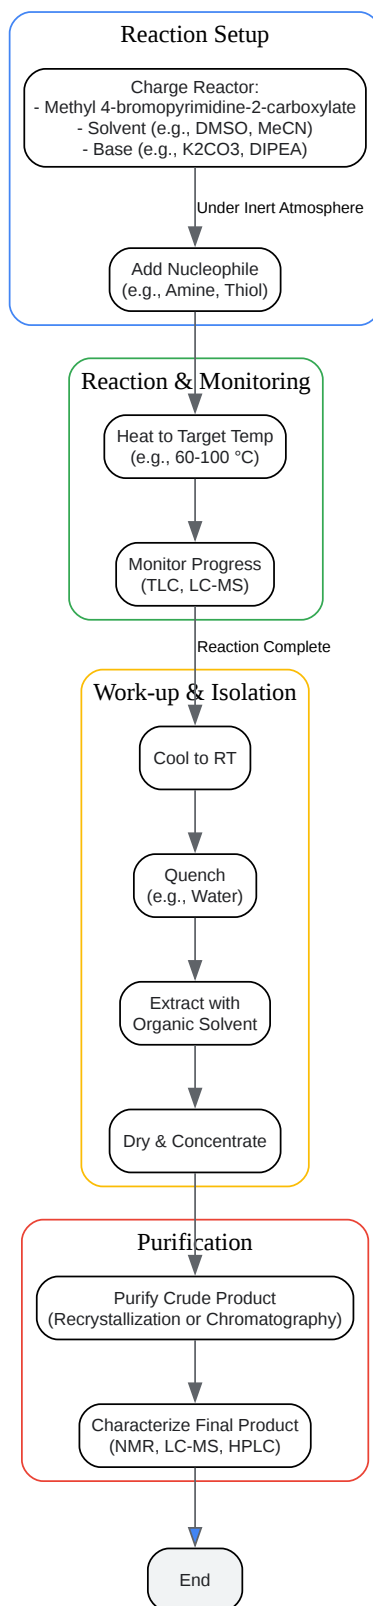 Reaction Setup
Charge Reactor:
- Methyl 4-bromopyrimidine-2-carboxylate
- Solvent (e.g., DMSO, MeCN)
- Base (e.g., K2CO3, DIPEA)
Under Inert Atmosphere
Add Nucleophile
(e.g., Amine, Thiol)
Reaction & Monitoring
Heat to Target Temp
(e.g., 60-100 °C)
Monitor Progress
(TLC, LC-MS)
Reaction Complete
Work-up & Isolation
Cool to RT
Quench
(e.g., Water)
Extract with
Organic Solvent
Dry & Concentrate
Purification
Purify Crude Product
(Recrystallization or Chromatography)
Characterize Final Product
(NMR, LC-MS, HPLC)
End